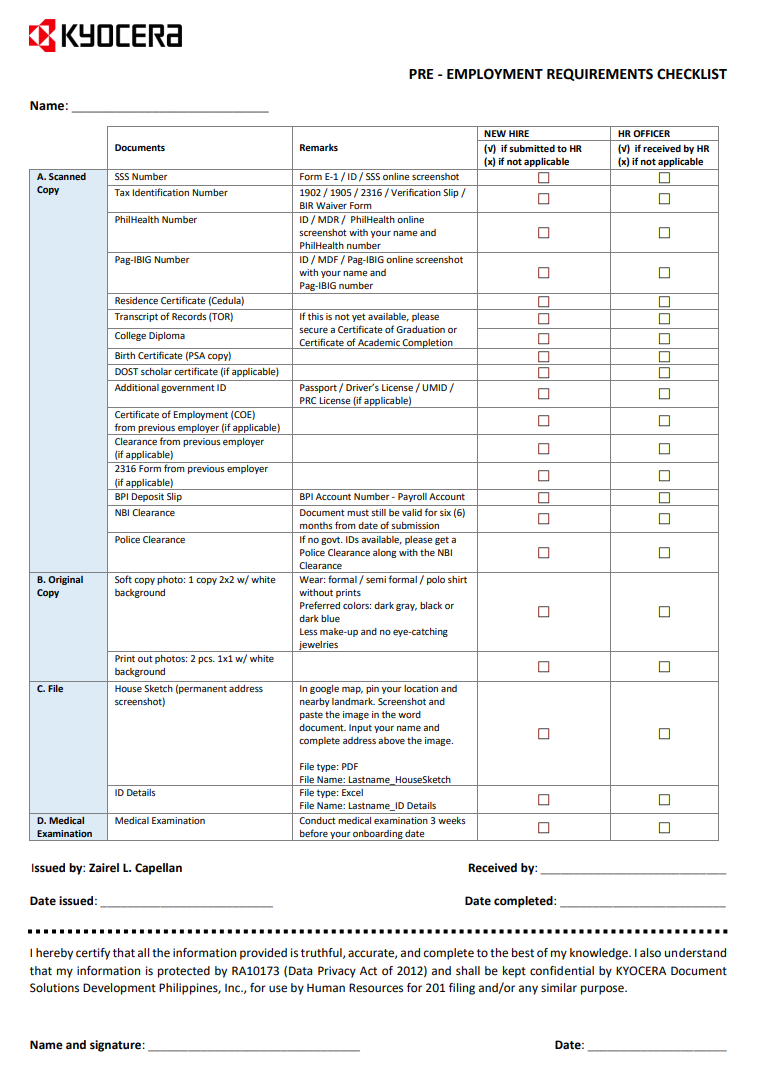 KYOCERA
PRE - EMPLOYMENT REQUIREMENTS CHECKLIST
Name: ____________________________
NEW HIRE
HR OFFICER
Documents
Remarks
(√) if submitted to HR
(x) if not applicable
(√) if received by HR
(x) if not applicable
A. Scanned
Copy
SSS Number
Form E-1 / ID / SSS online screenshot
Tax Identification Number
1902 / 1905 / 2316 / Verification Slip /
BIR Waiver Form
PhilHealth Number
ID / MDR / PhilHealth online
screenshot with your name and
PhilHealth number
Pag-IBIG Number
ID / MDF / Pag-IBIG online screenshot
with your name and
Pag-IBIG number
Residence Certificate (Cedula)
Transcript of Records (TOR)
If this is not yet available, please
secure a Certificate of Graduation or
Certificate of Academic Completion
College Diploma
Birth Certificate (PSA copy)
DOST scholar certificate (if applicable)
Additional government ID
Passport / Driver's License / UMID /
PRC License (if applicable)
Certificate of Employment (COE)
from previous employer (if applicable)
Clearance from previous employer
(if applicable)
2316 Form from previous employer
(if applicable)
BPI Deposit Slip
BPI Account Number - Payroll Account
NBI Clearance
Document must still be valid for six (6)
months from date of submission
Police Clearance
If no govt. IDs available, please get a
Police Clearance along with the NBI
Clearance
B. Original
Copy
Soft copy photo: 1 copy 2x2 w/ white
background
Wear: formal / semi formal / polo shirt
without prints
Preferred colors: dark gray, black or
dark blue
Less make-up and no eye-catching
jewelries
Print out photos: 2 pcs. 1x1 w/ white
background
C. File
House Sketch (permanent address
screenshot)
In google map, pin your location and
nearby landmark. Screenshot and
paste the image in the word
document. Input your name and
complete address above the image.
File type: PDF
File Name: Lastname_HouseSketch
ID Details
File type: Excel
File Name: Lastname_ID Details
D. Medical
Examination
Medical Examination
Conduct medical examination 3 weeks
before your onboarding date
Issued by: Zairel L. Capellan
Received by: ____________________________
Date issued: __________________________
Date completed: _________________________
I hereby certify that all the information provided is truthful, accurate, and complete to the best of my knowledge. I also understand
that my information is protected by RA10173 (Data Privacy Act of 2012) and shall be kept confidential by KYOCERA Document
Solutions Development Philippines, Inc., for use by Human Resources for 201 filing and/or any similar purpose.
Name and signature: ________________________________
Date: _____________________